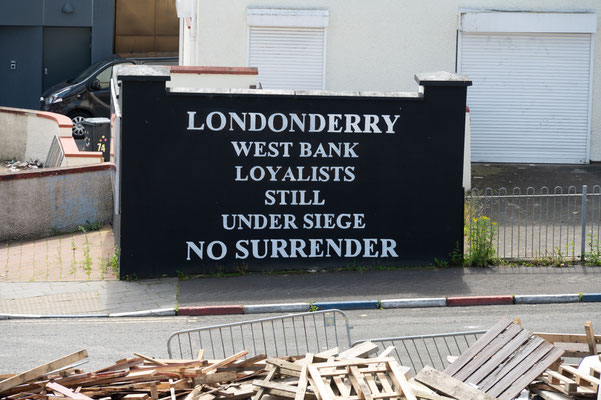 LONDONDERRY
WEST BANK
LOYALISTS
STILL
UNDER SIEGE
NO SURRENDER